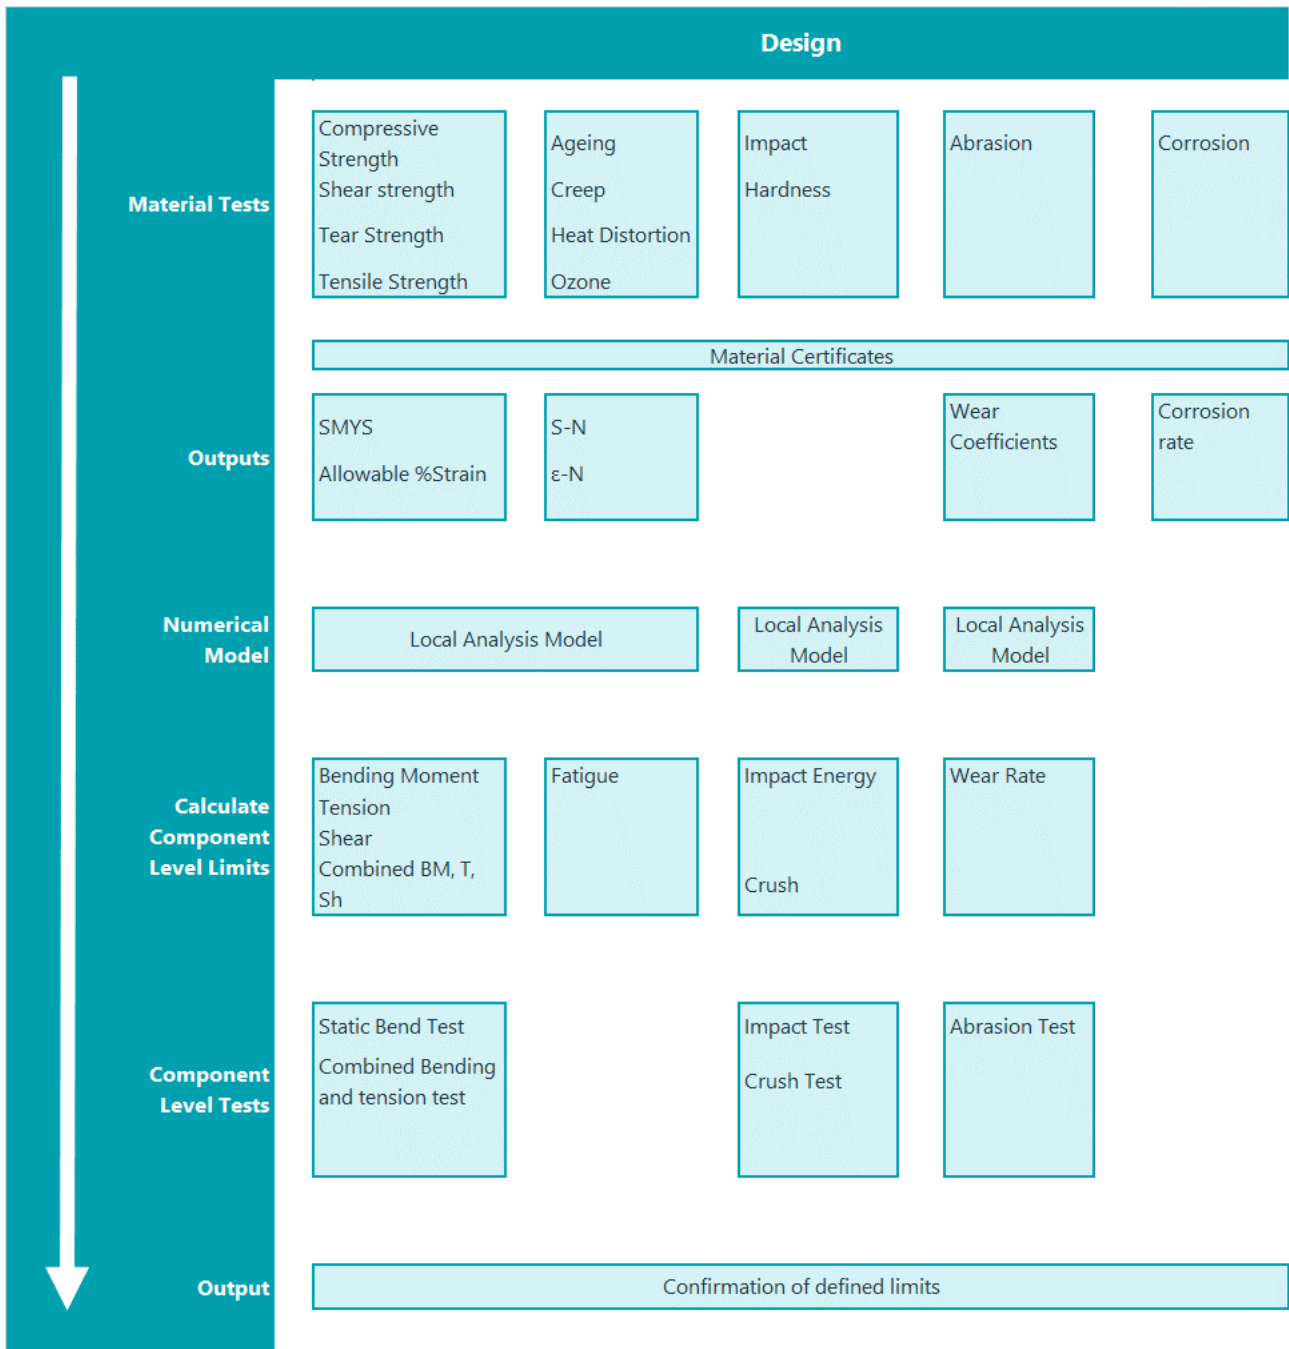 Design
Material Tests
Compressive
Strength
Shear strength
Tear Strength
Tensile Strength
Ageing
Creep
Heat Distortion
Ozone
Impact
Hardness
Abrasion
Corrosion
Material Certificates
Outputs
SMYS
Allowable %Strain
S-N
ε-N
Wear
Coefficients
Corrosion
rate
Numerical
Model
Local Analysis Model
Local Analysis
Model
Local Analysis
Model
Calculate
Component
Level Limits
Bending Moment
Tension
Shear
Combined BM, T,
Sh
Fatigue
Impact Energy
Crush
Wear Rate
Component
Level Tests
Static Bend Test
Combined Bending
and tension test
Impact Test
Crush Test
Abrasion Test
Output
Confirmation of defined limits